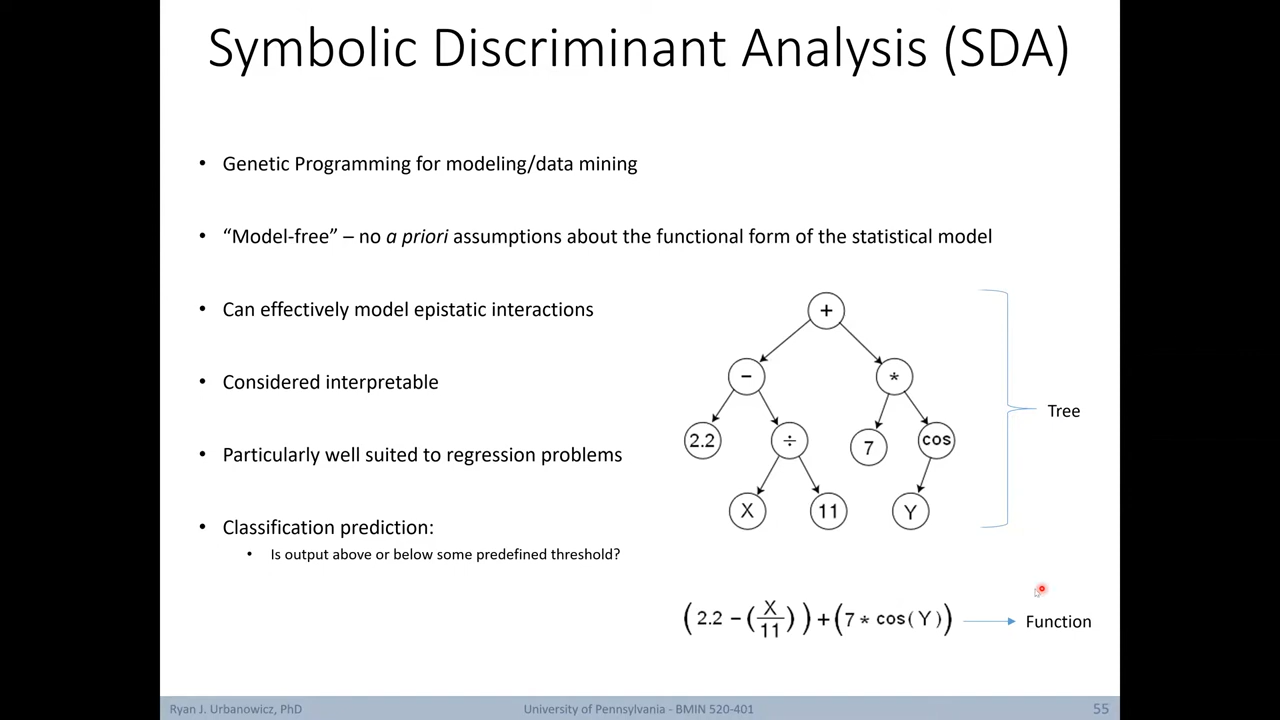 Symbolic Discriminant Analysis (SDA)
• Genetic Programming for modeling/data mining
• “Model-free” – no a priori assumptions about the functional form of the statistical model
• Can effectively model epistatic interactions
• Considered interpretable
• Particularly well suited to regression problems
• Classification prediction:
• Is output above or below some predefined threshold?
+
− *
2.2 ÷ 7 cos
X 11 Y
Tree
(2.2 − (X/11)) + (7 * cos(Y))
Function
Ryan J. Urbanowicz, PhD
University of Pennsylvania - BMIN 520-401
55